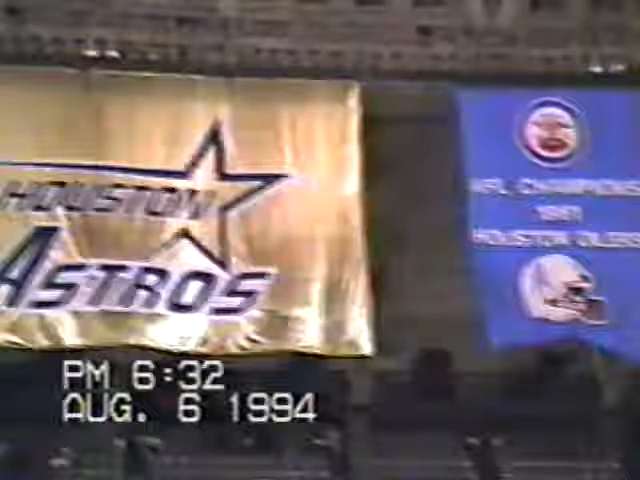 HOUSTON
ASTROS
AFL CHAMPIONS
1961
HOUSTON OILERS
PM 6:32
AUG. 6 1994